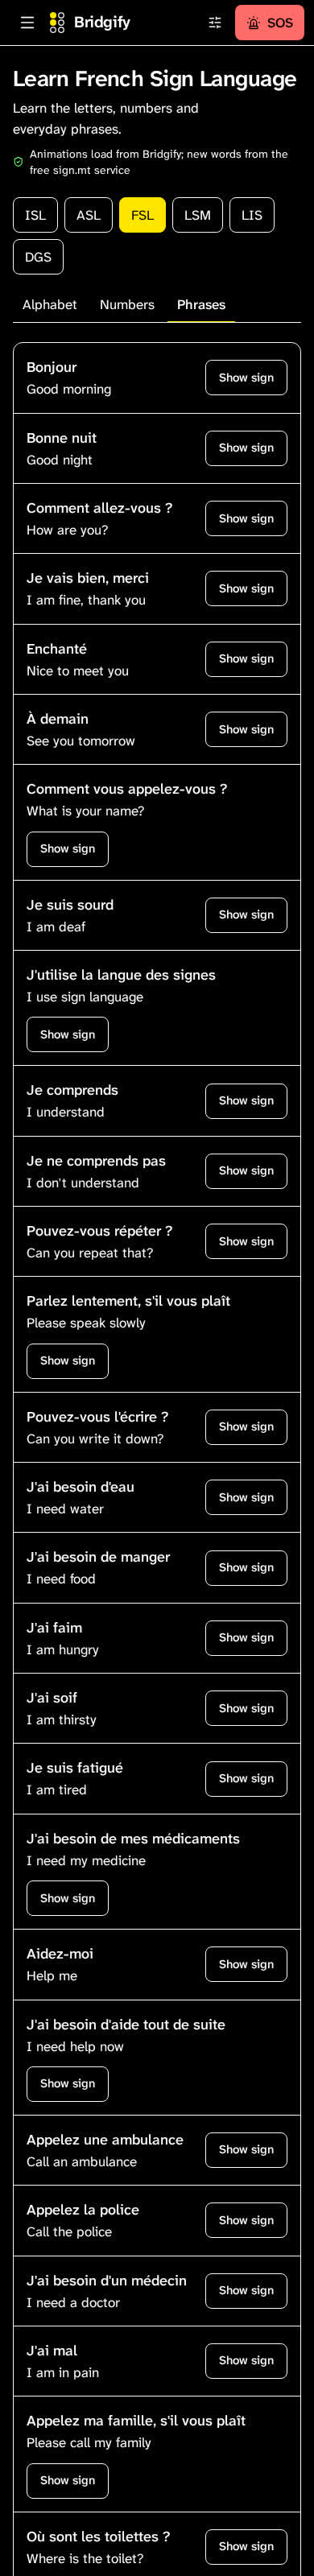 Bridgify
SOS
Learn French Sign Language
Learn the letters, numbers and
everyday phrases.
Animations load from Bridgify; new words from the
free sign.mt service
ISL
ASL
FSL
LSM
LIS
DGS
Alphabet
Numbers
Phrases
Bonjour
Good morning
Show sign
Bonne nuit
Good night
Show sign
Comment allez-vous ?
How are you?
Show sign
Je vais bien, merci
I am fine, thank you
Show sign
Enchanté
Nice to meet you
Show sign
À demain
See you tomorrow
Show sign
Comment vous appelez-vous ?
What is your name?
Show sign
Je suis sourd
I am deaf
Show sign
J'utilise la langue des signes
I use sign language
Show sign
Je comprends
I understand
Show sign
Je ne comprends pas
I don't understand
Show sign
Pouvez-vous répéter ?
Can you repeat that?
Show sign
Parlez lentement, s'il vous plaît
Please speak slowly
Show sign
Pouvez-vous l'écrire ?
Can you write it down?
Show sign
J'ai besoin d'eau
I need water
Show sign
J'ai besoin de manger
I need food
Show sign
J'ai faim
I am hungry
Show sign
J'ai soif
I am thirsty
Show sign
Je suis fatigué
I am tired
Show sign
J'ai besoin de mes médicaments
I need my medicine
Show sign
Aidez-moi
Help me
Show sign
J'ai besoin d'aide tout de suite
I need help now
Show sign
Appelez une ambulance
Call an ambulance
Show sign
Appelez la police
Call the police
Show sign
J'ai besoin d'un médecin
I need a doctor
Show sign
J'ai mal
I am in pain
Show sign
Appelez ma famille, s'il vous plaît
Please call my family
Show sign
Où sont les toilettes ?
Where is the toilet?
Show sign